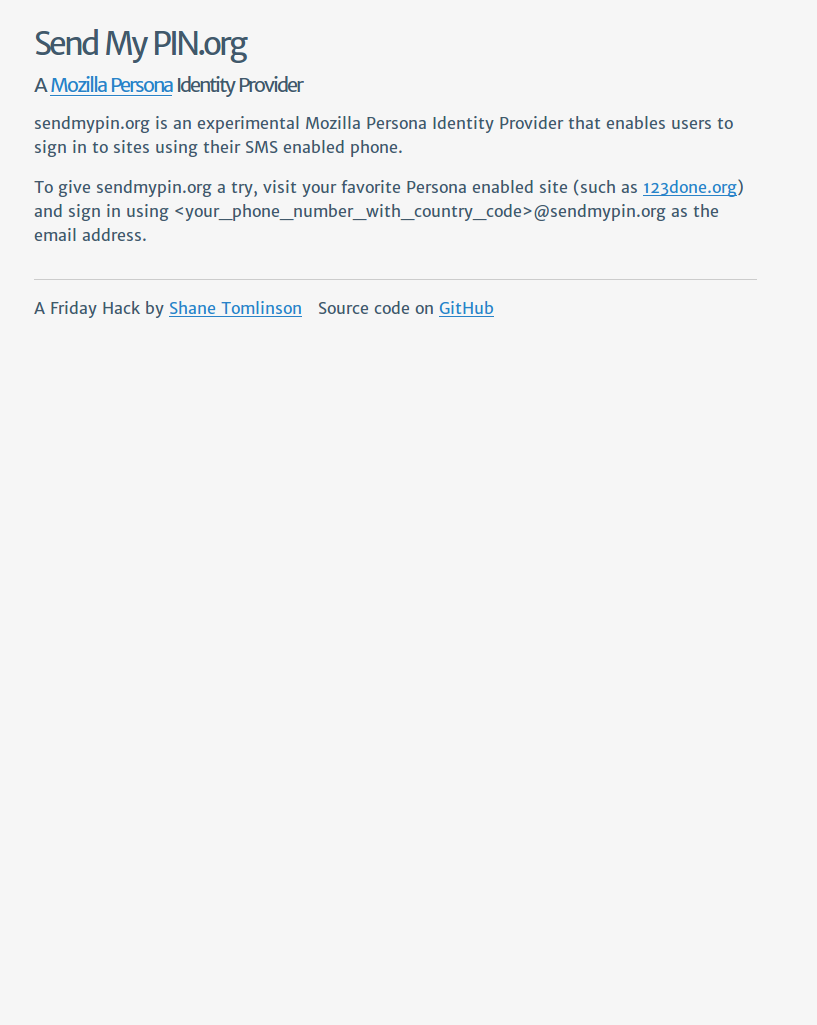 Send My PIN.org
A Mozilla Persona Identity Provider
sendmypin.org is an experimental Mozilla Persona Identity Provider that enables users to
sign in to sites using their SMS enabled phone.
To give sendmypin.org a try, visit your favorite Persona enabled site (such as 123done.org)
and sign in using <your_phone_number_with_country_code>@sendmypin.org as the
email address.
A Friday Hack by Shane Tomlinson Source code on GitHub